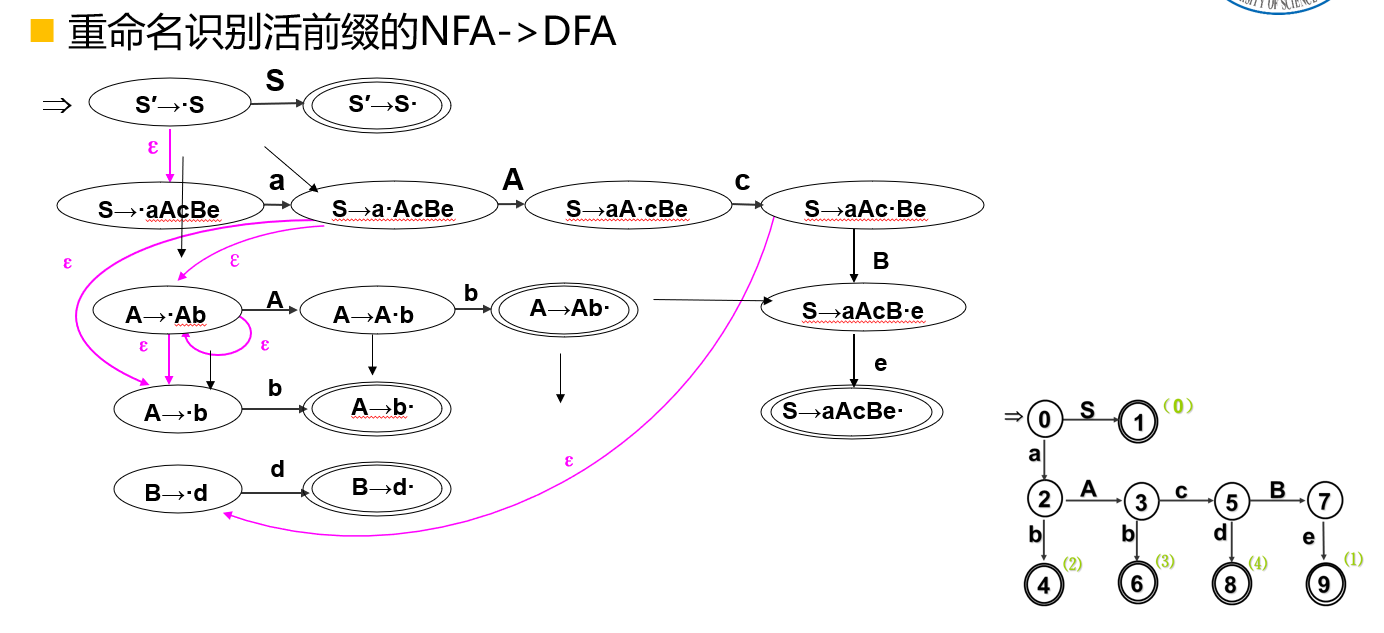 重命名识别活前缀的NFA->DFA
Y OF SCIEN
⇒ S′→·S S S′→S·
ε
S→·aAcBe a S→a·AcBe A S→aA·cBe c S→aAc·Be
ε ε B
A→·Ab A A→A·b b A→Ab· S→aAcB·e
ε ε e
A→·b b A→b· S→aAcBe·
ε
B→·d d B→d·
⇒ 0 S 1 (0)
a
2 A 3 c 5 B 7
b b d e
4 (2) 6 (3) 8 (4) 9 (1)